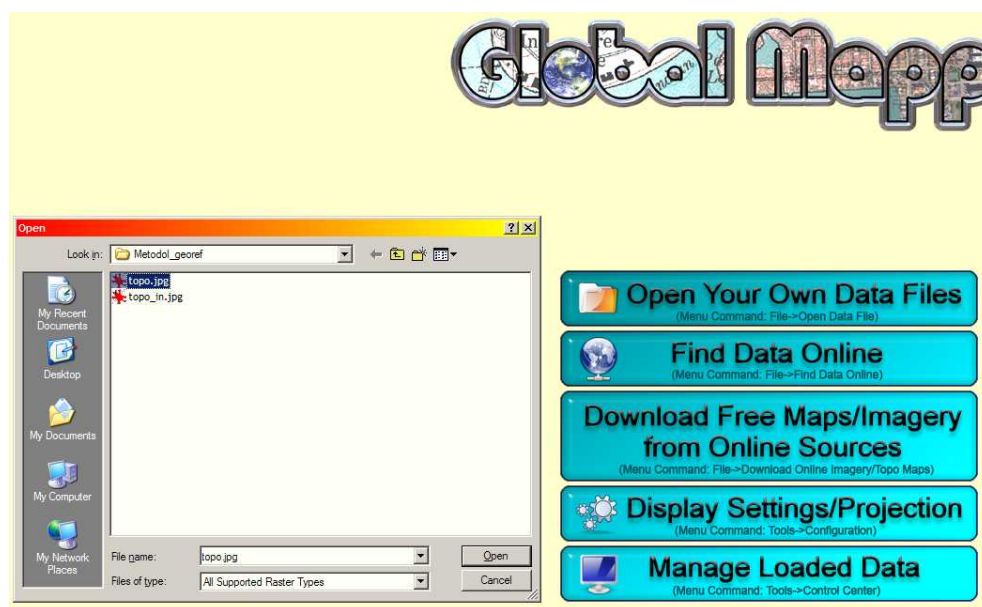 Global Mapp
Open
Look in: Metodol_georef
topo.jpg
topo_in.jpg
My Recent
Documents
Desktop
My Documents
My Computer
My Network
Places
File name: topo.jpg Open
Files of type: All Supported Raster Types Cancel
Open Your Own Data Files
(Menu Command: File->Open Data File)
Find Data Online
(Menu Command: File->Find Data Online)
Download Free Maps/Imagery
from Online Sources
(Menu Command: File->Download Online Imagery/Topo Maps)
Display Settings/Projection
(Menu Command: Tools->Configuration)
Manage Loaded Data
(Menu Command: Tools->Control Center)